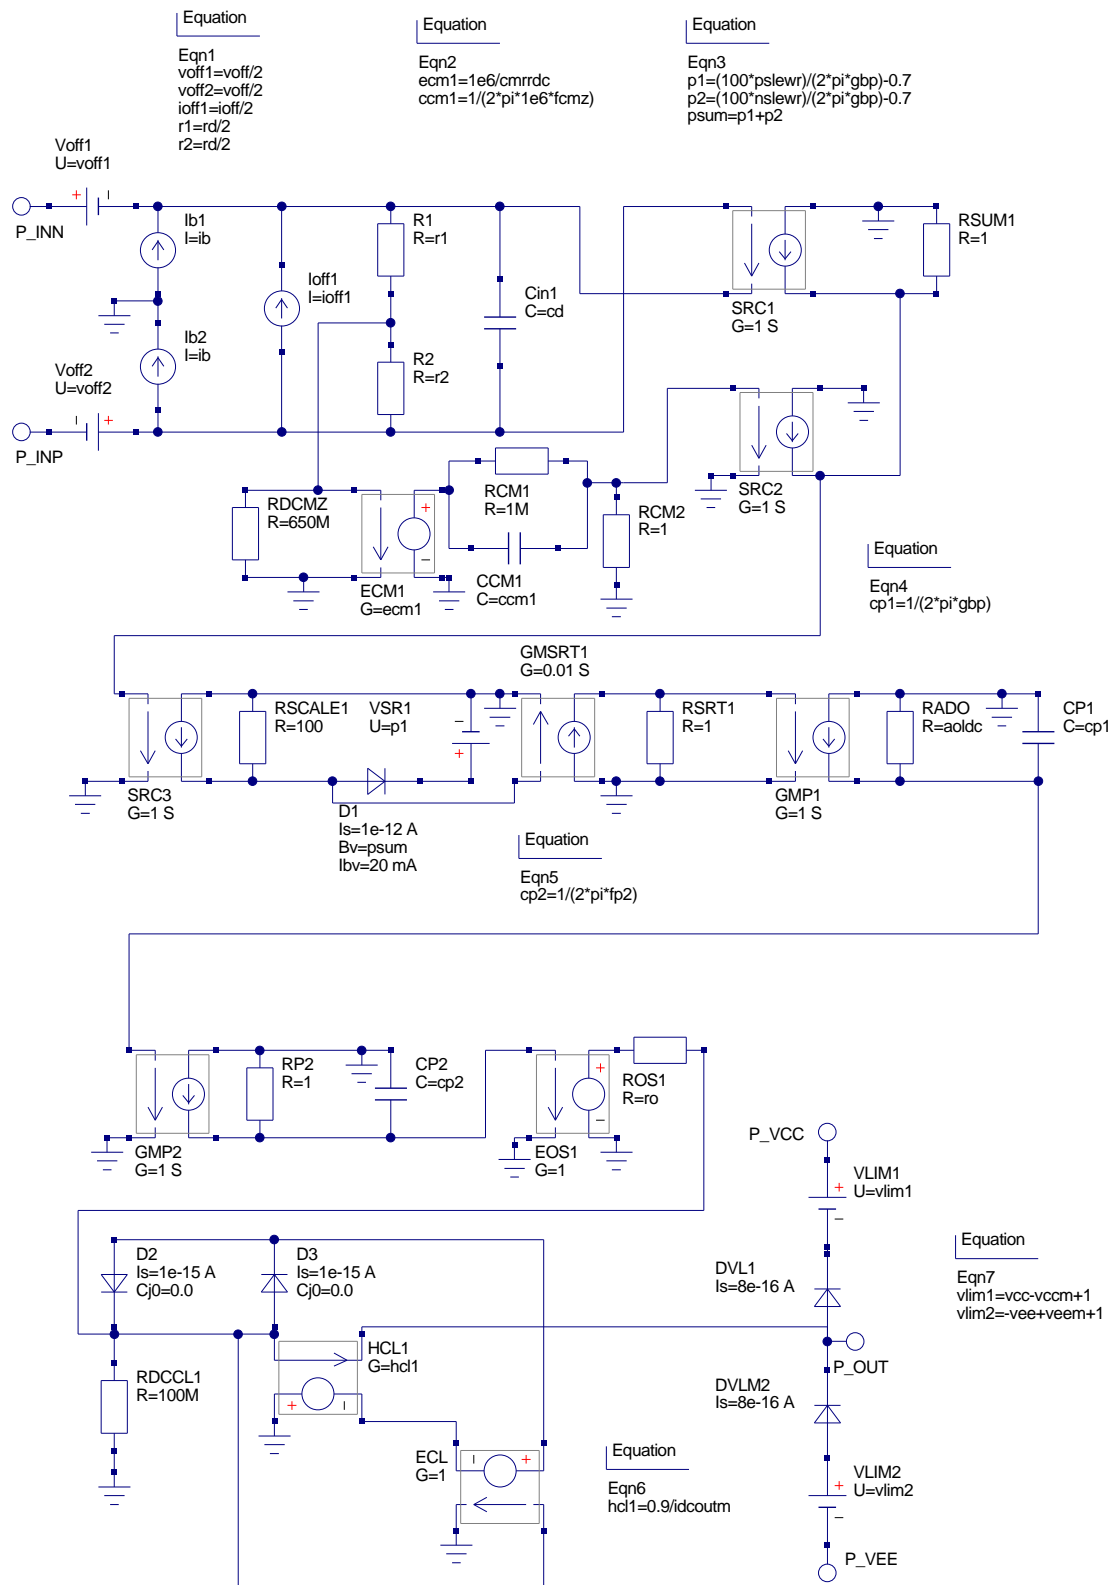 Equation
Eqn1
voff1=voff/2
voff2=voff/2
ioff1=ioff/2
r1=rd/2
r2=rd/2
Equation
Eqn2
ecm1=1e6/cmrrdc
ccm1=1/(2*pi*1e6*fcmz)
Equation
Eqn3
p1=(100*pslewr)/(2*pi*gbp)-0.7
p2=(100*nslewr)/(2*pi*gbp)-0.7
psum=p1+p2
Voff1
U=voff1
P_INN
Ib1
I=ib
Ioff1
I=ioff1
R1
R=r1
Cin1
C=cd
SRC1
G=1 S
RSUM1
R=1
Ib2
I=ib
R2
R=r2
Voff2
U=voff2
P_INP
RDCMZ
R=650M
ECM1
G=ecm1
RCM1
R=1M
CCM1
C=ccm1
RCM2
R=1
SRC2
G=1 S
Equation
Eqn4
cp1=1/(2*pi*gbp)
SRC3
G=1 S
RSCALE1
R=100
VSR1
U=p1
D1
Is=1e-12 A
Bv=psum
Ibv=20 mA
GMSRT1
G=0.01 S
RSRT1
R=1
GMP1
G=1 S
RADO
R=aoldc
CP1
C=cp1
Equation
Eqn5
cp2=1/(2*pi*fp2)
GMP2
G=1 S
RP2
R=1
CP2
C=cp2
EOS1
G=1
ROS1
R=ro
P_VCC
VLIM1
U=vlim1
DVL1
Is=8e-16 A
Equation
Eqn7
vlim1=vcc-vccm+1
vlim2=-vee+veem+1
D2
Is=1e-15 A
Cj0=0.0
D3
Is=1e-15 A
Cj0=0.0
HCL1
G=hcl1
P_OUT
RDCCL1
R=100M
DVLM2
Is=8e-16 A
ECL
G=1
Equation
Eqn6
hcl1=0.9/idcoutm
VLIM2
U=vlim2
P_VEE